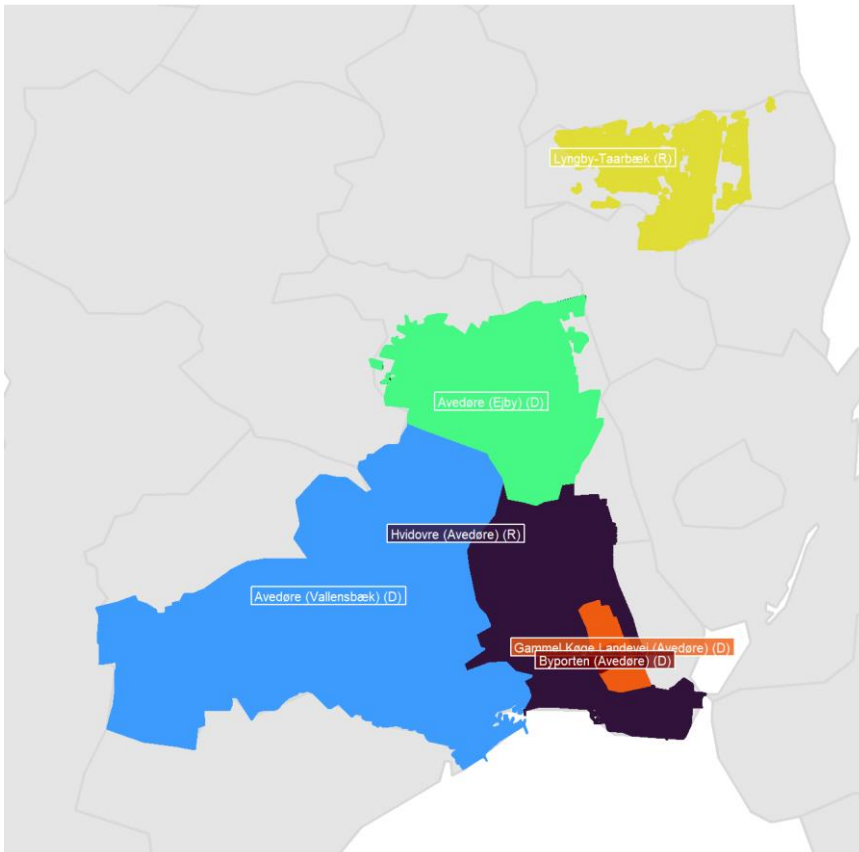 Lyngby-Taarbæk (R)
Avedøre (Ejby) (D)
Hvidovre (Avedøre) (R)
Avedøre (Vallensbæk) (D)
Gammel Køge Landevej (Avedøre) (D)
Byporten (Avedøre) (D)